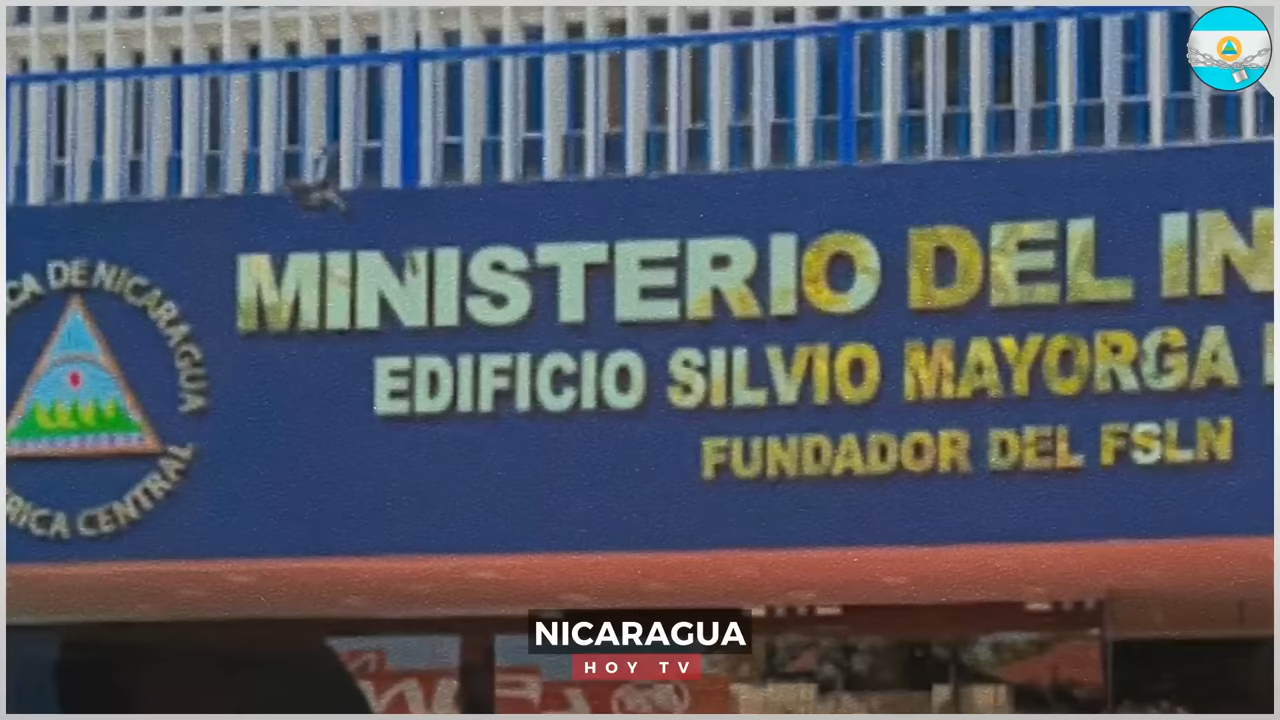 CA DE NICARAGUA
RICA CENTRAL
MINISTERIO DEL IN
EDIFICIO SILVIO MAYORGA
FUNDADOR DEL FSLN
NICARAGUA
HOY TV